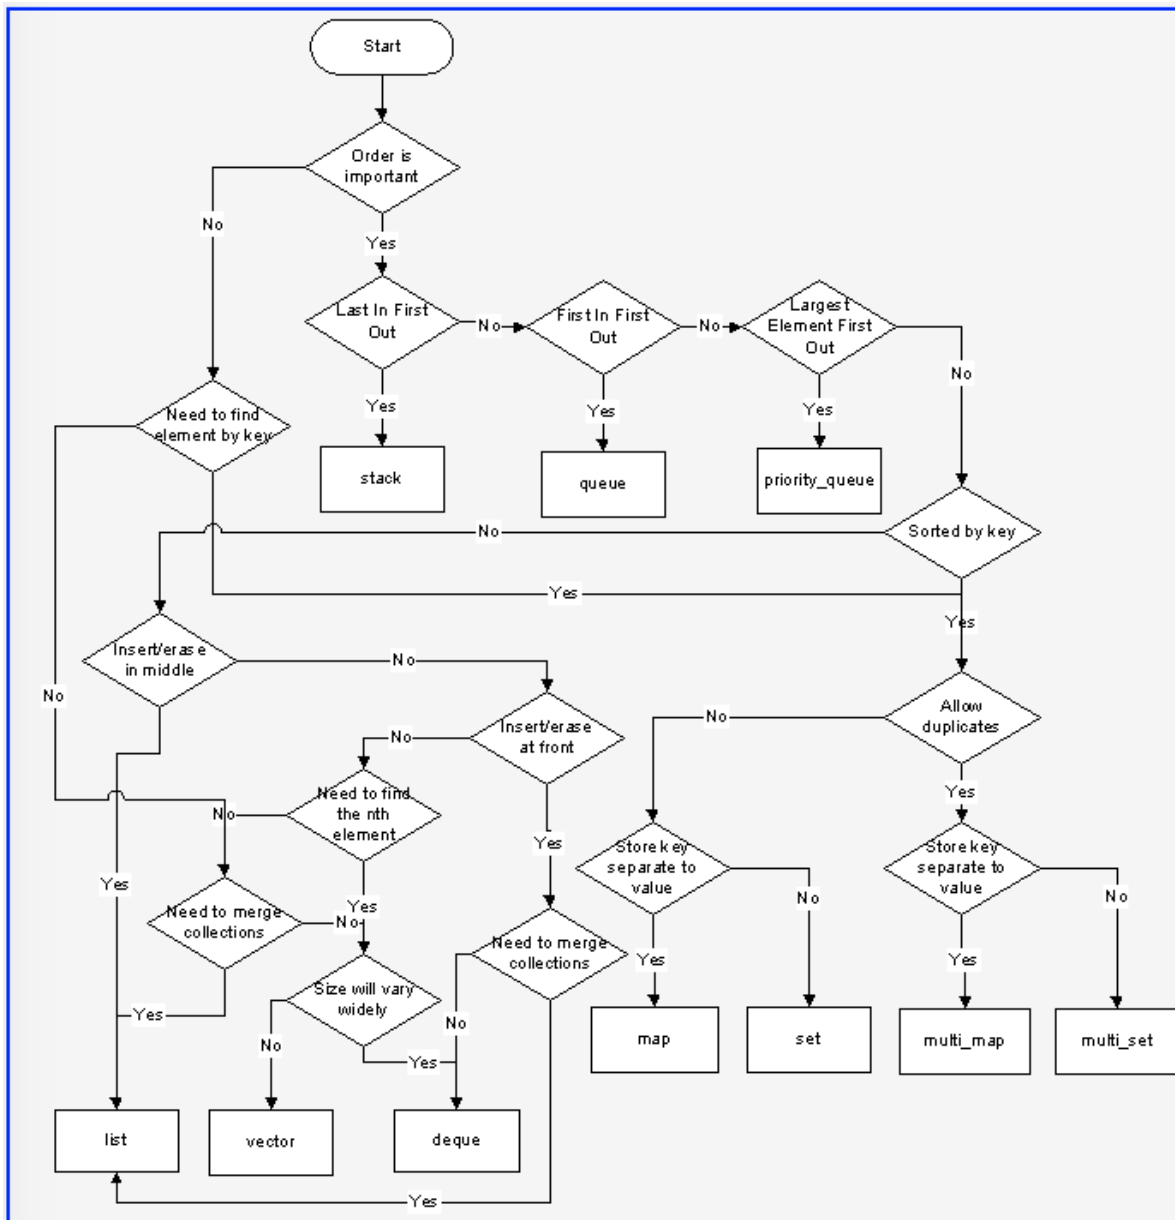 Start
Order is
important
No
Yes
Last In First
Out
No
First In First
Out
No
Largest
Element First
Out
No
Need to find
element by key
Yes
Yes
Yes
stack
queue
priority_queue
No
Sorted by key
Yes
Yes
Insert/erase
in middle
No
No
Insert/erase
at front
No
No
Allow
duplicates
Need to find
the nth
element
No
Yes
Yes
Store key
separate to
value
Store key
separate to
value
Yes
Yes
No
No
Need to merge
collections
No
Need to merge
collections
Yes
Yes
Size will vary
widely
Yes
No
No
map
set
multi_map
multi_set
Yes
list
vector
deque
Yes